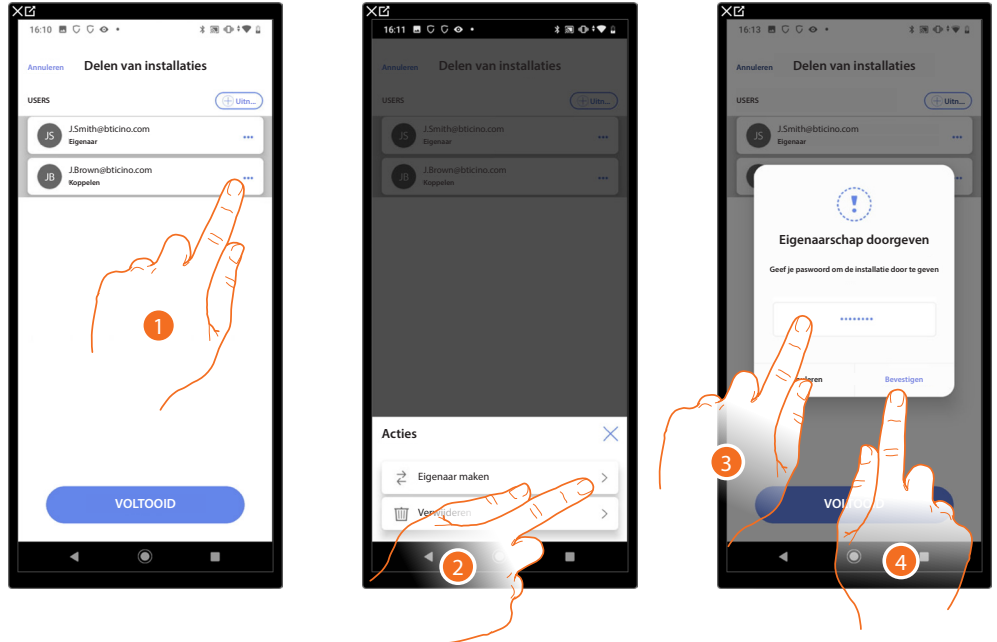 16:10
Annuleren Delen van installaties
USERS
Uitn...
JS
J.Smith@bticino.com
Eigenaar
JB
J.Brown@bticino.com
Koppelen
1
VOLTOOID
16:11
Annuleren Delen van installaties
USERS
Uitn...
JS
J.Smith@bticino.com
Eigenaar
JB
J.Brown@bticino.com
Koppelen
Acties
Eigenaar maken
Verwijderen
2
16:13
Annuleren Delen van installaties
USERS
Uitn...
JS
J.Smith@bticino.com
Eigenaar
Eigenaarschap doorgeven
Geef je paswoord om de installatie door te geven
Bevestigen
3
VOLTOOID
4